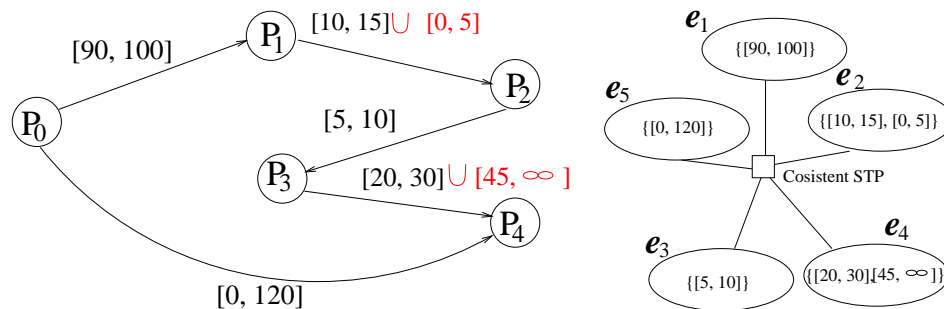 [90, 100]
[10, 15] ∪ [0, 5]
P0
P1
P2
[5, 10]
P3
[20, 30] ∪ [45, ∞ ]
P4
[0, 120]
e1
{[90, 100]}
e5
{[0, 120]}
e2
{[10, 15], [0, 5]}
Cosistent STP
e3
{[5, 10]}
e4
{[20, 30],[45, ∞ ]}